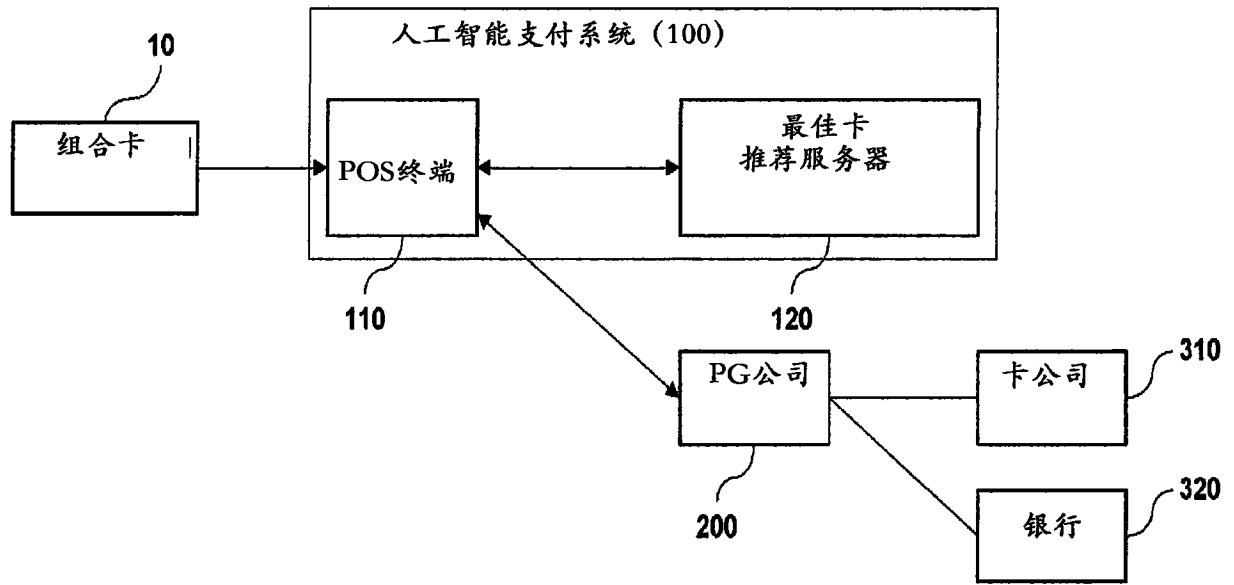 人工智能支付系统（100）
10
组合卡
POS终端
最佳卡
推荐服务器
110
120
PG公司
卡公司
310
200
银行
320